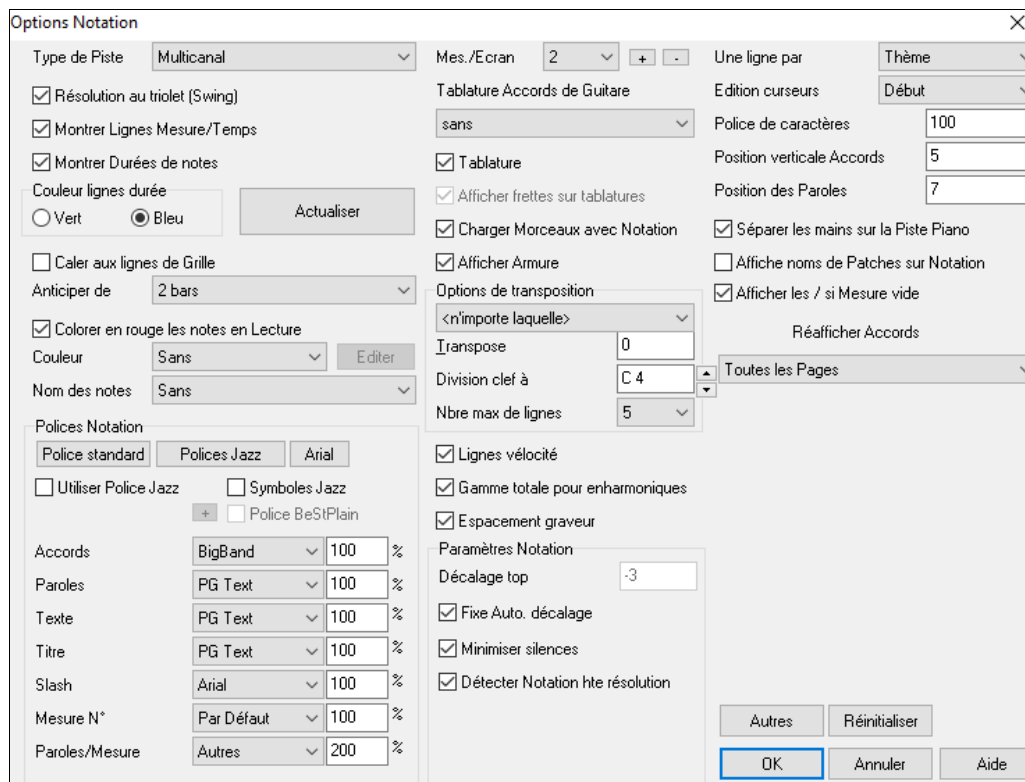 Options Notation
Type de Piste Multicanal
Résolution au triolet (Swing)
Montrer Lignes Mesure/Temps
Montrer Durées de notes
Couleur lignes durée
Vert Bleu
Actualiser
Caler aux lignes de Grille
Anticiper de 2 bars
Colorer en rouge les notes en Lecture
Couleur Sans Editer
Nom des notes Sans
Polices Notation
Police standard Polices Jazz Arial
Utiliser Police Jazz Symboles Jazz
+ Police BeStPlain
Accords BigBand 100 %
Paroles PG Text 100 %
Texte PG Text 100 %
Titre PG Text 100 %
Slash Arial 100 %
Mesure N° Par Défaut 100 %
Paroles/Mesure Autres 200 %
Mes./Ecran 2 + -
Tablature Accords de Guitare
sans
Tablature
Afficher frettes sur tablatures
Charger Morceaux avec Notation
Afficher Armure
Options de transposition
<n'importe laquelle>
Transpose 0
Division clef à C 4
Nbre max de lignes 5
Lignes vélocité
Gamme totale pour enharmoniques
Espacement graveur
Paramètres Notation
Décalage top -3
Fixe Auto. décalage
Minimiser silences
Détecter Notation hte résolution
Une ligne par Thème
Edition curseurs Début
Police de caractères 100
Position verticale Accords 5
Position des Paroles 7
Séparer les mains sur la Piste Piano
Affiche noms de Patches sur Notation
Afficher les / si Mesure vide
Réafficher Accords
Toutes les Pages
Autres Réinitialiser
OK Annuler Aide